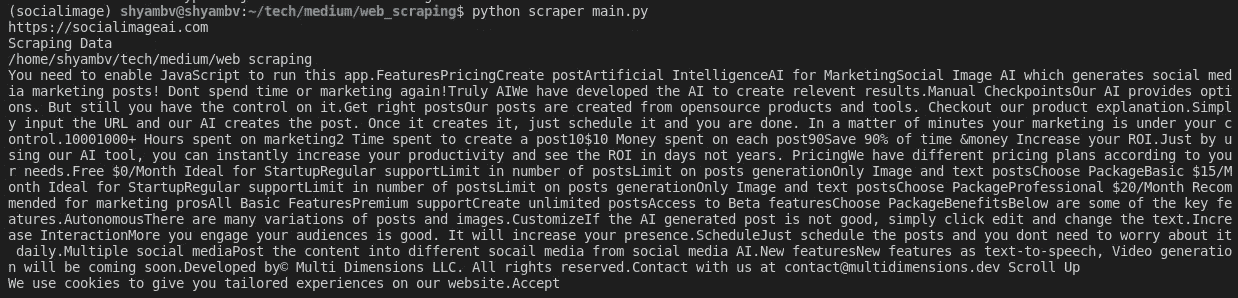 (socialimage) shyambv@shyambv:~/tech/medium/web_scraping$ python scraper main.py
https://socialimageai.com
Scraping Data
/home/shyambv/tech/medium/web scraping
You need to enable JavaScript to run this app.FeaturesPricingCreate postArtificial IntelligenceAI for MarketingSocial Image AI which generates social med
ia marketing posts! Dont spend time or marketing again!Truly AIWe have developed the AI to create relevent results.Manual CheckpointsOur AI provides opti
ons. But still you have the control on it.Get right postsOur posts are created from opensource products and tools. Checkout our product explanation.Simpl
y input the URL and our AI creates the post. Once it creates it, just schedule it and you are done. In a matter of minutes your marketing is under your c
ontrol.10001000+ Hours spent on marketing2 Time spent to create a post10$10 Money spent on each post90Save 90% of time &money Increase your ROI.Just by u
sing our AI tool, you can instantly increase your productivity and see the ROI in days not years. PricingWe have different pricing plans according to you
r needs.Free $0/Month Ideal for StartupRegular supportLimit in number of postsLimit on posts generationOnly Image and text postsChoose PackageBasic $15/M
onth Ideal for StartupRegular supportLimit in number of postsLimit on posts generationOnly Image and text postsChoose PackageProfessional $20/Month Recom
mended for marketing prosAll Basic FeaturesPremium supportCreate unlimited postsAccess to Beta featuresChoose PackageBenefitsBelow are some of the key fe
atures.AutonomousThere are many variations of posts and images.CustomizeIf the AI generated post is not good, simply click edit and change the text.Incre
ase InteractionMore you engage your audiences is good. It will increase your presence.ScheduleJust schedule the posts and you dont need to worry about it
 daily.Multiple social mediaPost the content into different socail media from social media AI.New featuresNew features as text-to-speech, Video generatio
n will be coming soon.Developed by© Multi Dimensions LLC. All rights reserved.Contact with us at contact@multidimensions.dev Scroll Up
We use cookies to give you tailored experiences on our website.Accept